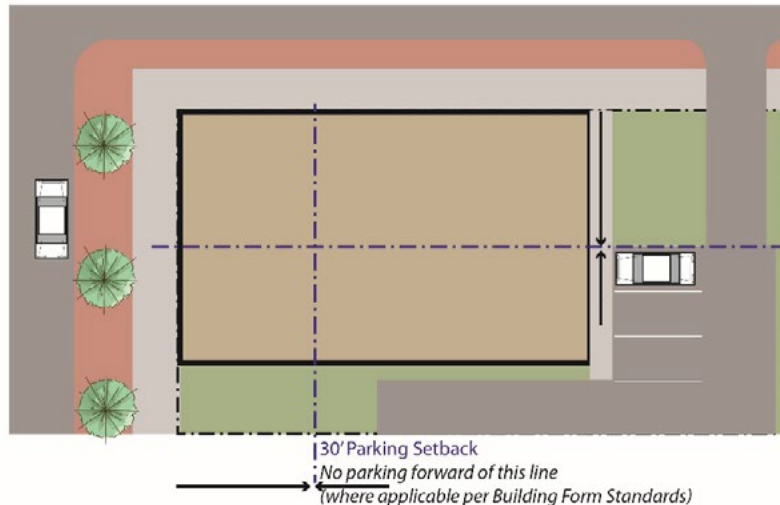 30' Parking Setback
No parking forward of this line
(where applicable per Building Form Standards)